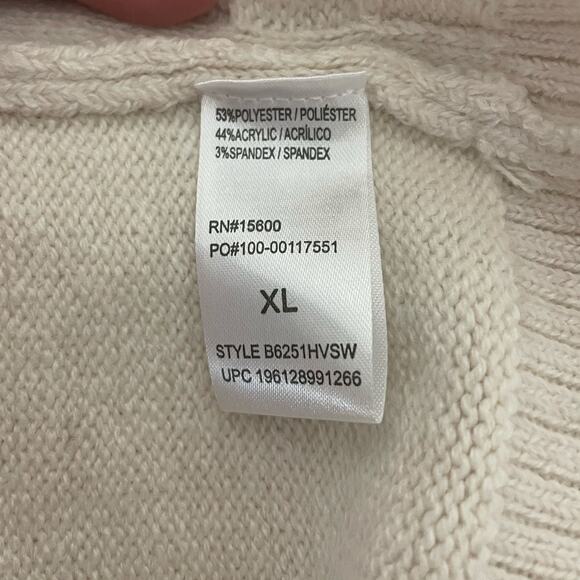 53%POLYESTER / POLIÉSTER
44%ACRYLIC / ACRÍLICO
3%SPANDEX / SPANDEX
RN#15600
PO#100-00117551
XL
STYLE B6251HVSW
UPC 196128991266